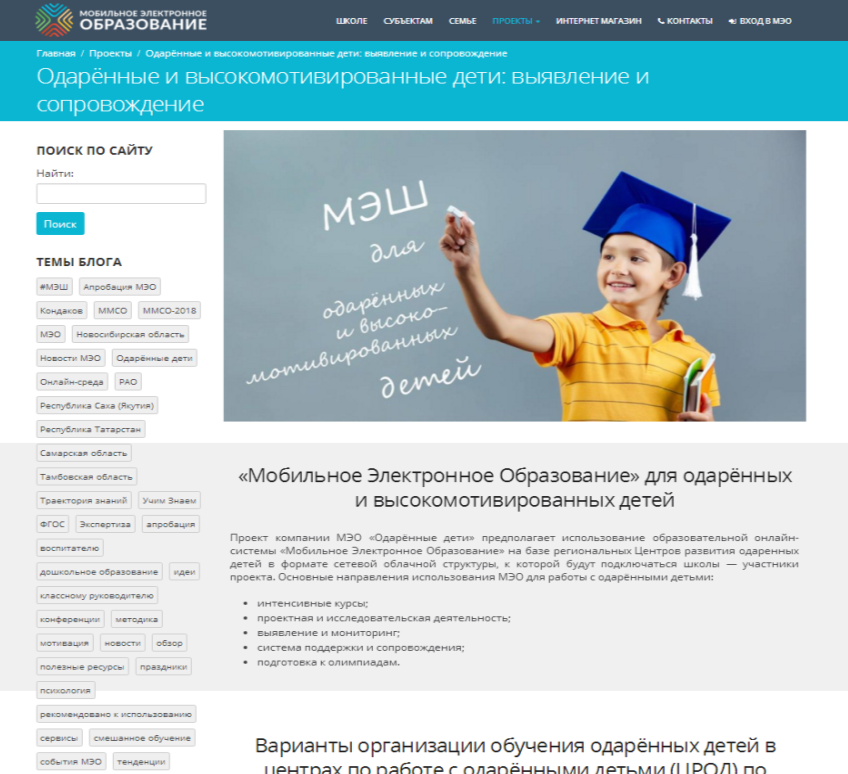 МОБИЛЬНОЕ ЭЛЕКТРОННОЕ
ОБРАЗОВАНИЕ
ШКОЛЕ СУБЪЕКТАМ СЕМЬЕ ПРОЕКТЫ ИНТЕРНЕТ МАГАЗИН КОНТАКТЫ ВХОД В МЭО
Главная / Проекты / Одарённые и высокомотивированные дети: выявление и сопровождение
Одарённые и высокомотивированные дети: выявление и
сопровождение
ПОИСК ПО САЙТУ
Найти:
Поиск
ТЕМЫ БЛОГА
#МЭШ Апробация МЭО
Кондаков ММСО ММСО-2018
МЭО Новосибирская область
Новости МЭО Одарённые дети
Онлайн-среда РАО
Республика Саха (Якутия)
Республика Татарстан
Самарская область
Тамбовская область
Траектория знаний Учим Знаем
ФГОС Экспертиза апробация
воспитателю
дошкольное образование идеи
классному руководителю
конференции методика
мотивация новости обзор
полезные ресурсы праздники
психология
рекомендовано к использованию
сервисы смешанное обучение
события МЭО тенденции
МЭШ
для
одарённых
и высоко-
мотивированных
детей
«Мобильное Электронное Образование» для одарённых
и высокомотивированных детей
Проект компании МЭО «Одарённые дети» предполагает использование образовательной онлайн-
системы «Мобильное Электронное Образование» на базе региональных Центров развития одаренных
детей в формате сетевой облачной структуры, к которой будут подключаться школы — участники
проекта. Основные направления использования МЭО для работы с одарёнными детьми:
• интенсивные курсы;
• проектная и исследовательская деятельность;
• выявление и мониторинг;
• система поддержки и сопровождения;
• подготовка к олимпиадам.
Варианты организации обучения одарённых детей в
центрах по работе с одарёнными детьми (ЦРОД) по